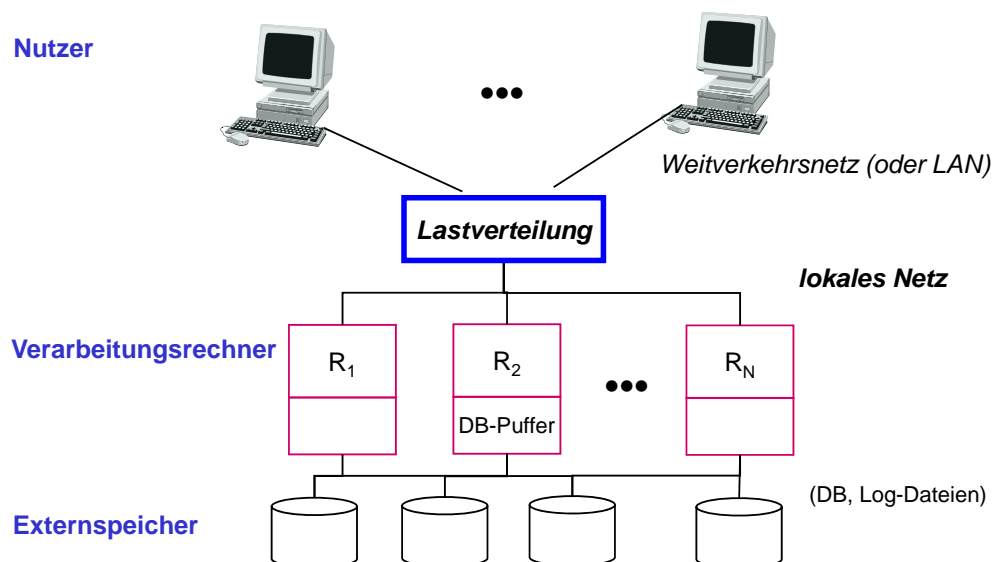 Nutzer
Weitverkehrsnetz (oder LAN)
Lastverteilung
lokales Netz
Verarbeitungsrechner
R1
R2
RN
DB-Puffer
(DB, Log-Dateien)
Externspeicher